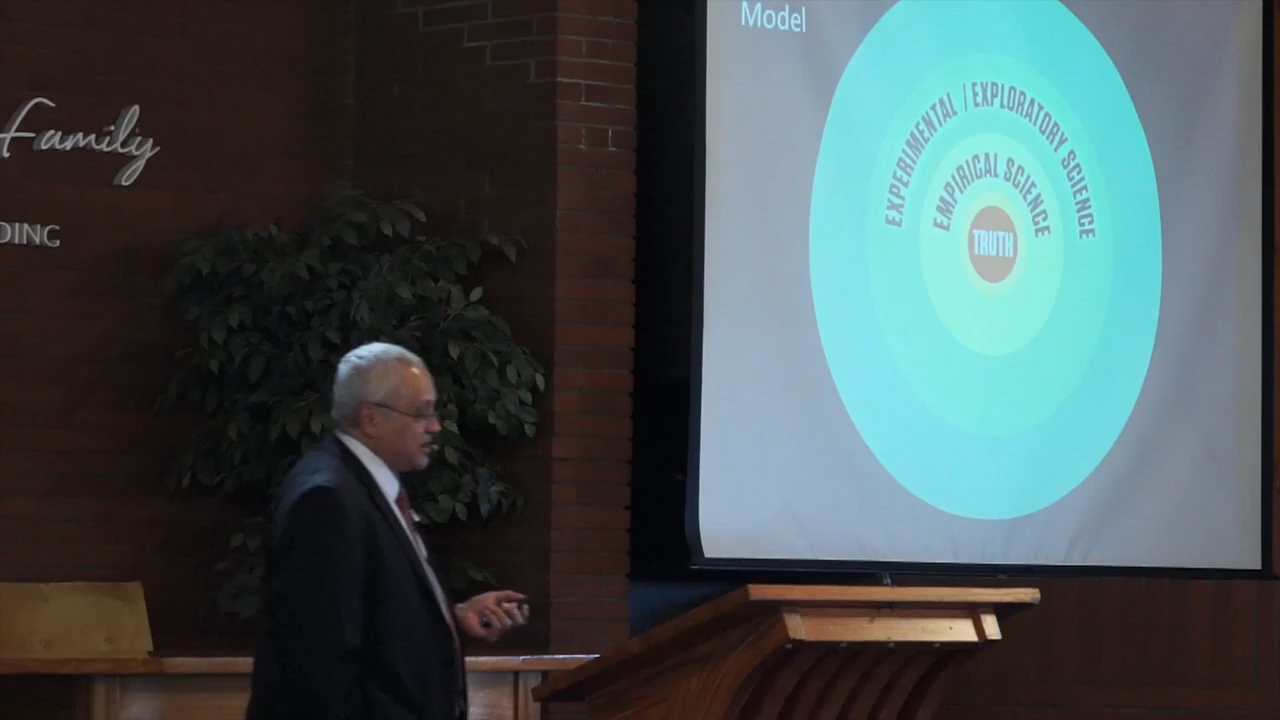 Family
DING
Model
EXPERIMENTAL / EXPLORATORY SCIENCE
EMPIRICAL SCIENCE
TRUTH